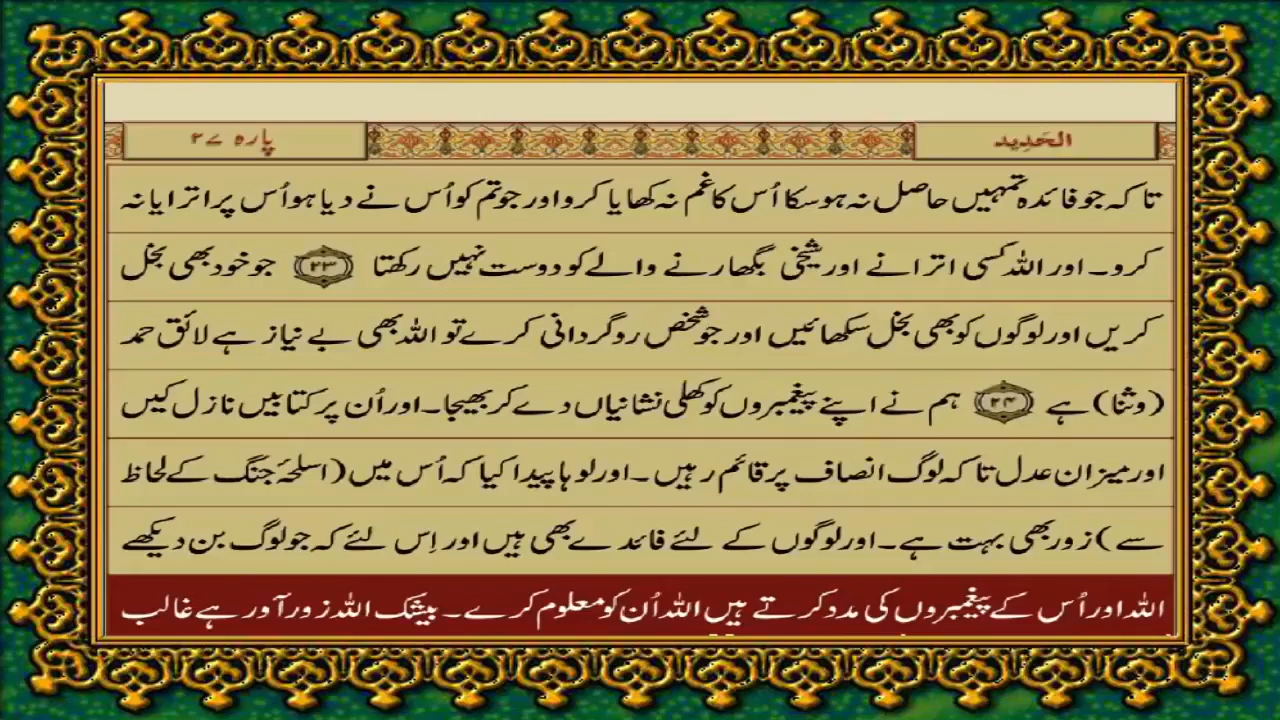 الحَدِید
پارہ ۲۷
تاکہ جو فائدہ تمہیں حاصل نہ ہوسکا اُس کا غم نہ کھایا کرو اور جو تم کو اُس نے دیا ہو اُس پر اترایا نہ
کرو۔ اور اللہ کسی اترانے اور شیخی بگھارنے والے کو دوست نہیں رکھتا ۲۳ جو خود بھی بخل
کریں اور لوگوں کو بھی بخل سکھائیں اور جو شخص روگردانی کرے تو اللہ بھی بے نیاز ہے لائق حمد
(وثنا) ہے ۲۴ ہم نے اپنے پیغمبروں کو کھلی نشانیاں دے کر بھیجا۔ اور اُن پر کتابیں نازل کیں
اور میزان عدل تاکہ لوگ انصاف پر قائم رہیں۔ اور لوہا پیدا کیا کہ اُس میں (اسلحۂ جنگ کے لحاظ
سے) زور بھی بہت ہے۔ اور لوگوں کے لئے فائدے بھی ہیں اور اِس لئے کہ جو لوگ بن دیکھے
اللہ اور اُس کے پیغمبروں کی مدد کرتے ہیں اللہ اُن کو معلوم کرے۔ بیشک اللہ زور آور ہے غالب